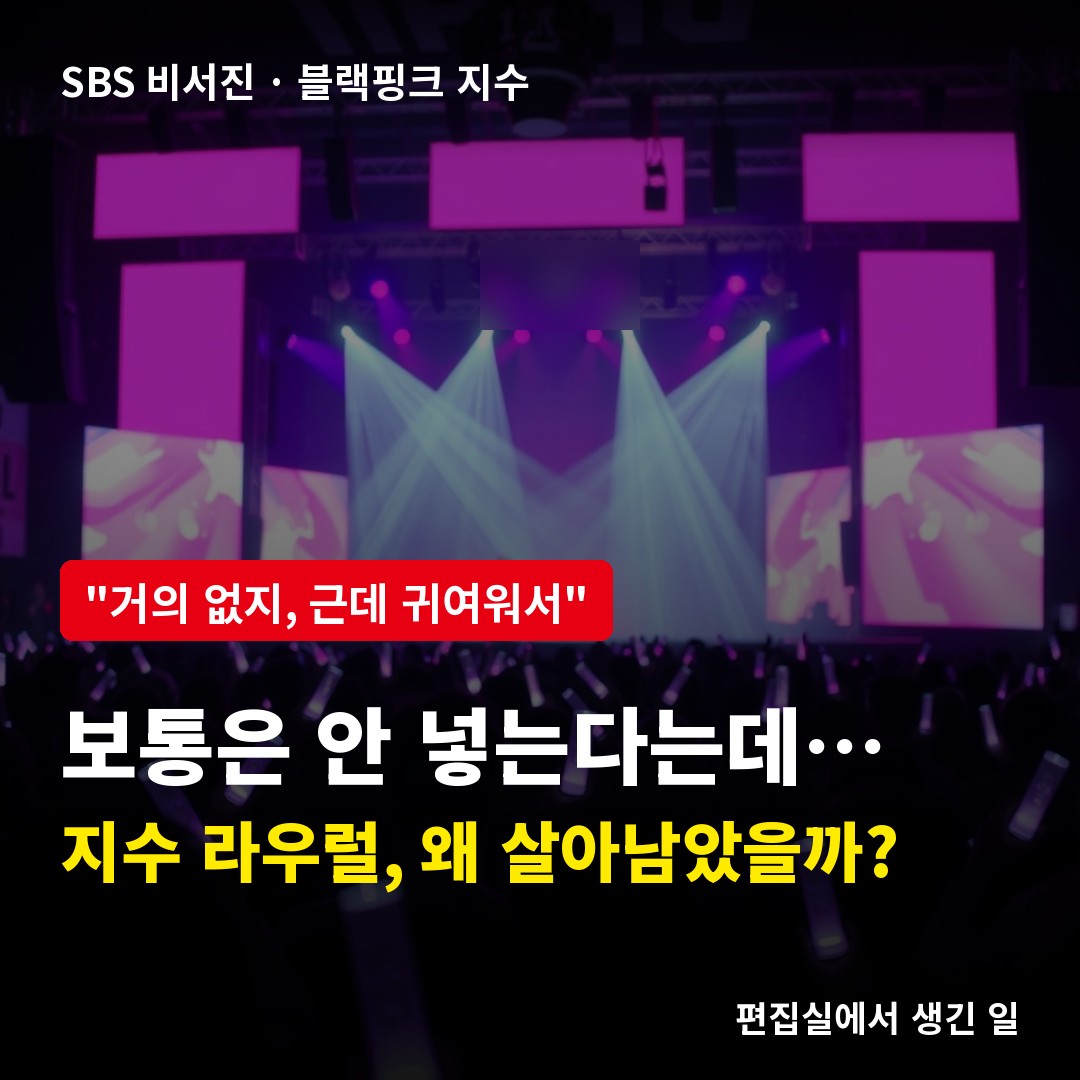 SBS 비서진 · 블랙핑크 지수
"거의 없지, 근데 귀여워서"
보통은 안 넣는다는데…
지수 라우럴, 왜 살아남았을까?
편집실에서 생긴 일